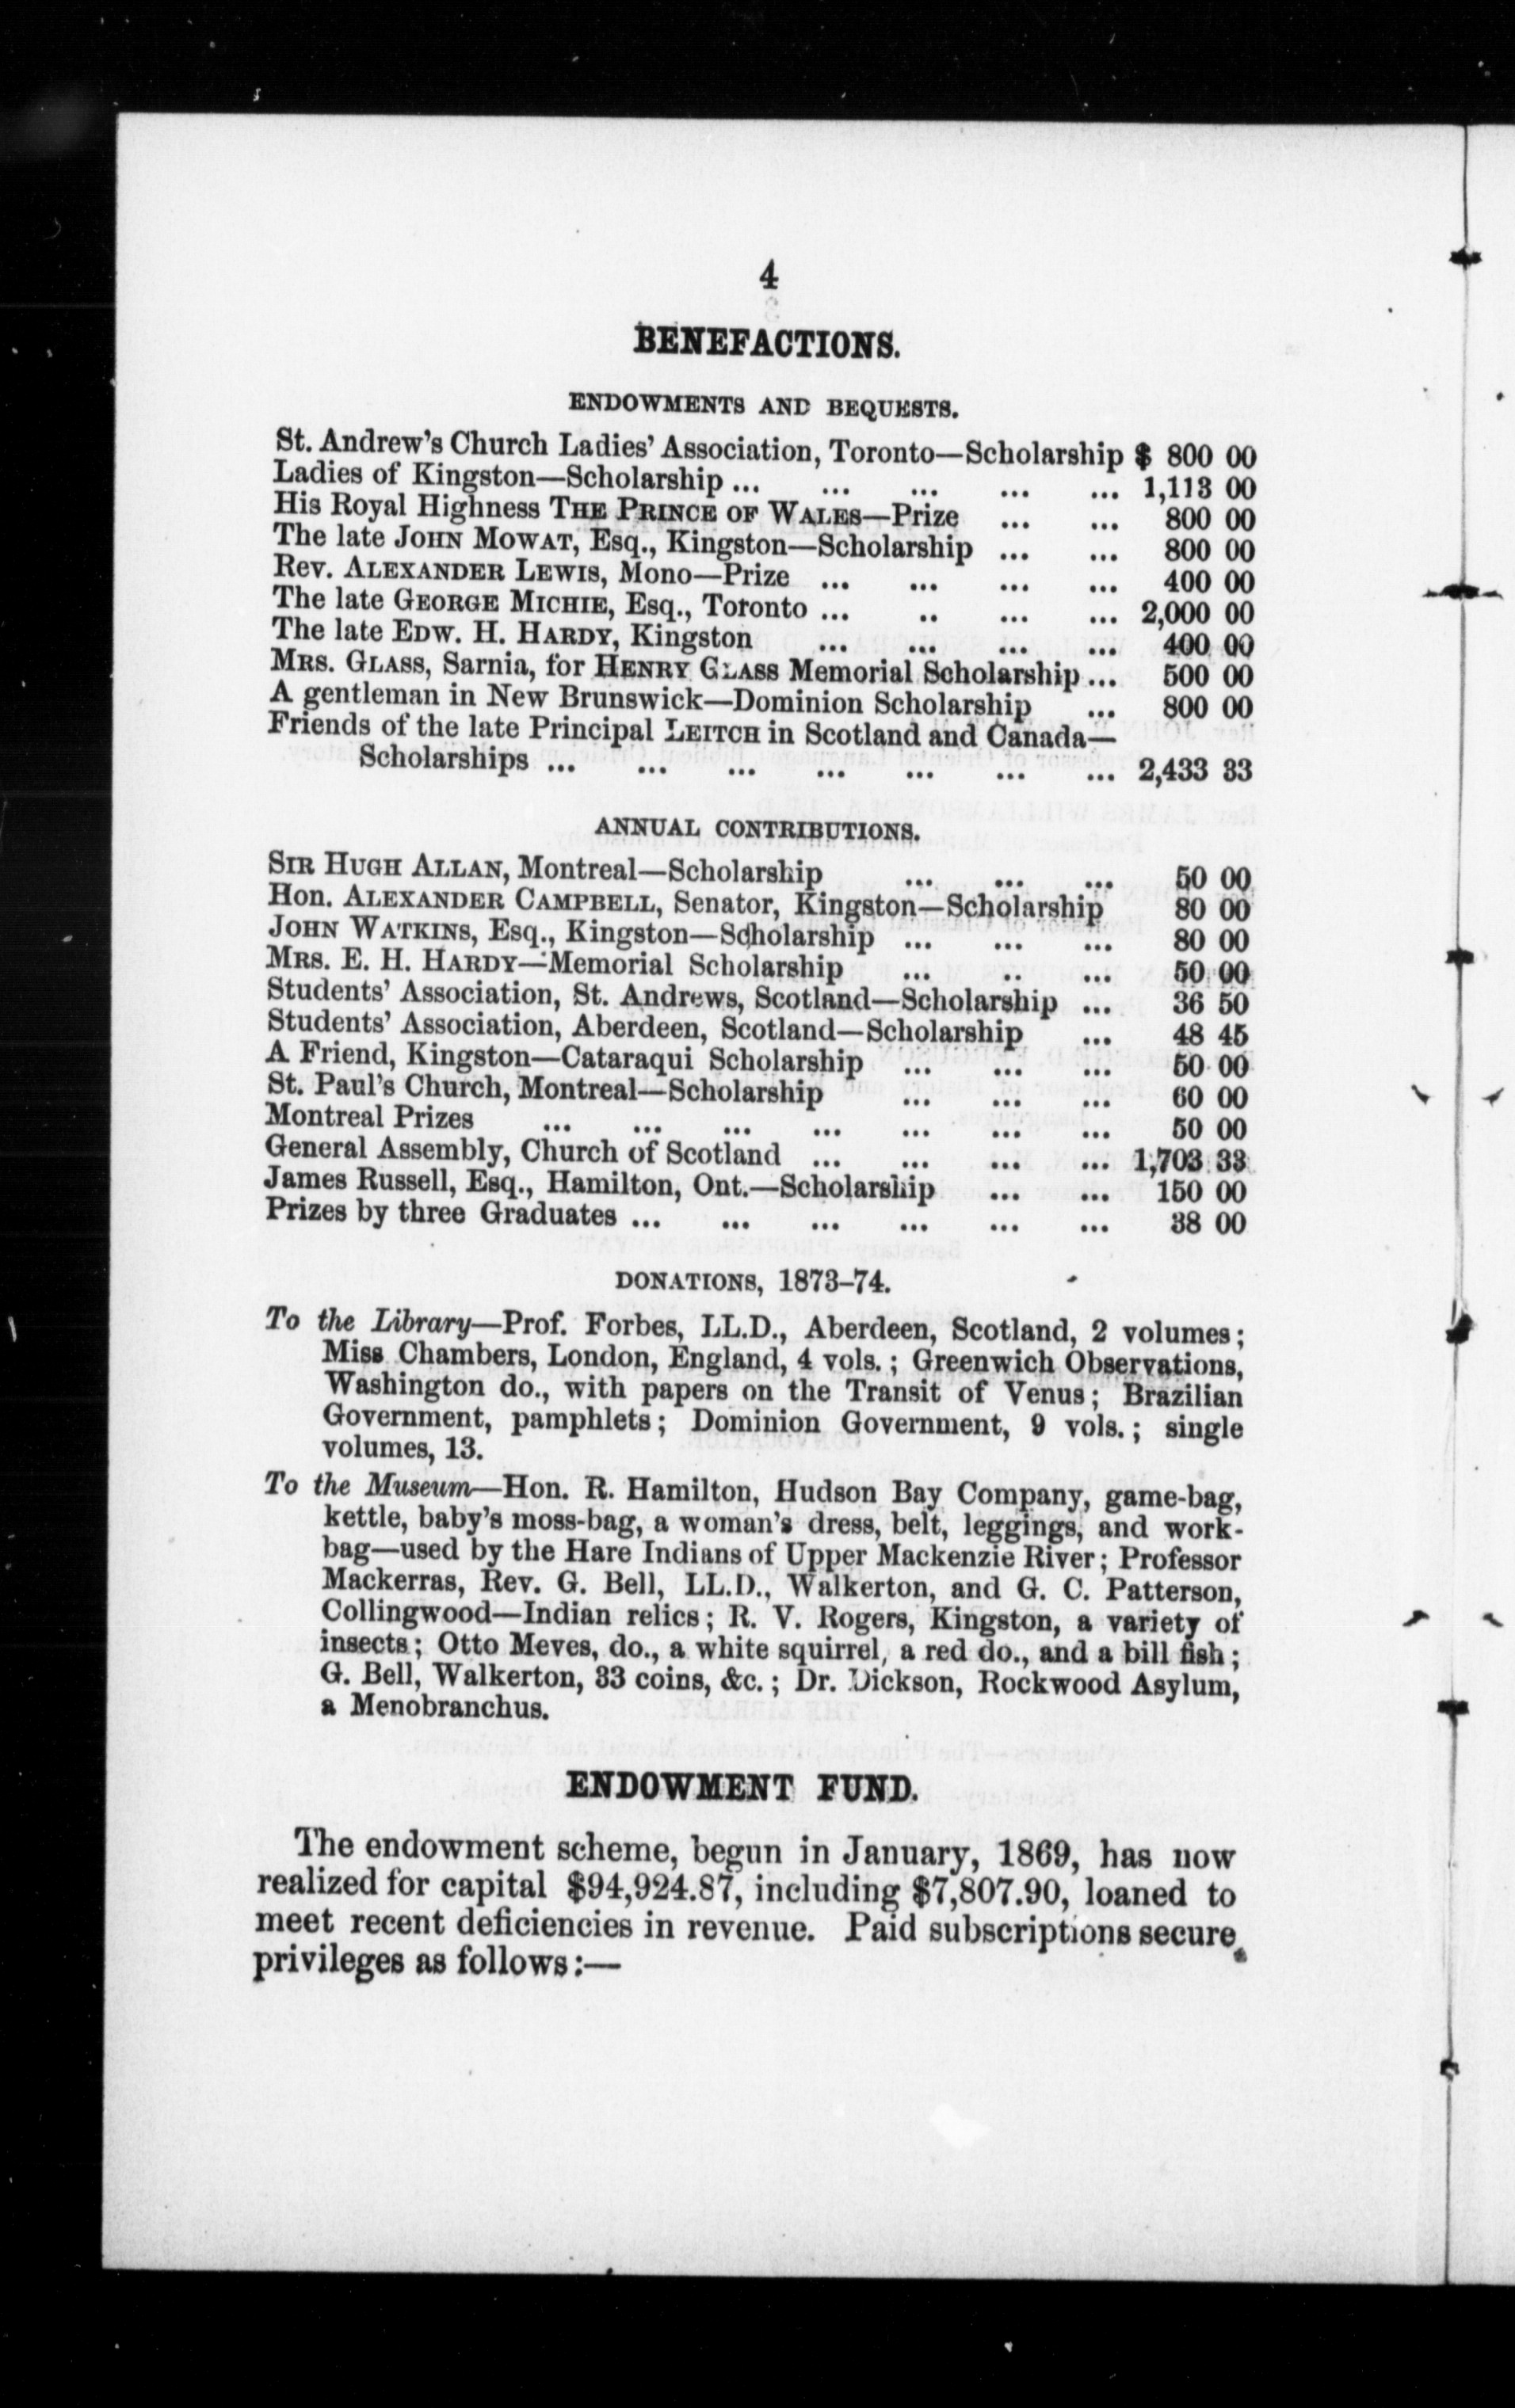 4
BENEFACTIONS.
ENDOWMENTS AND BEQUESTS.
St. Andrew's Church Ladies' Association, Toronto—Scholarship $ 800 00
Ladies of Kingston—Scholarship ... ... ... ... ... 1,113 00
His Royal Highness THE PRINCE OF WALES—Prize ... ... 800 00
The late JOHN MOWAT, Esq., Kingston—Scholarship ... ... 800 00
Rev. ALEXANDER LEWIS, Mono—Prize ... ... ... ... 400 00
The late GEORGE MICHIE, Esq., Toronto ... .. ... ... 2,000 00
The late EDW. H. HARDY, Kingston ... ... ... ... 400 00
MRS. GLASS, Sarnia, for HENRY GLASS Memorial Scholarship ... 500 00
A gentleman in New Brunswick—Dominion Scholarship ... 800 00
Friends of the late Principal LEITCH in Scotland and Canada—
Scholarships ... ... ... ... ... ... ... 2,433 33
ANNUAL CONTRIBUTIONS.
SIR HUGH ALLAN, Montreal—Scholarship ... ... ... 50 00
Hon. ALEXANDER CAMPBELL, Senator, Kingston—Scholarship 80 00
JOHN WATKINS, Esq., Kingston—Scholarship ... ... ... 80 00
MRS. E. H. HARDY—Memorial Scholarship ... .. ... 50 00
Students' Association, St. Andrews, Scotland—Scholarship ... 36 50
Students' Association, Aberdeen, Scotland—Scholarship ... 48 45
A Friend, Kingston—Cataraqui Scholarship ... ... ... 50 00
St. Paul's Church, Montreal—Scholarship ... ... ... 60 00
Montreal Prizes ... ... ... ... ... ... ... 50 00
General Assembly, Church of Scotland ... ... ... ... 1,703 33
James Russell, Esq., Hamilton, Ont.—Scholarship ... ... 150 00
Prizes by three Graduates ... ... ... ... ... ... 38 00
DONATIONS, 1873-74.
To the Library—Prof. Forbes, LL.D., Aberdeen, Scotland, 2 volumes;
Miss Chambers, London, England, 4 vols.; Greenwich Observations,
Washington do., with papers on the Transit of Venus; Brazilian
Government, pamphlets; Dominion Government, 9 vols.; single
volumes, 13.
To the Museum—Hon. R. Hamilton, Hudson Bay Company, game-bag,
kettle, baby's moss-bag, a woman's dress, belt, leggings, and work-
bag—used by the Hare Indians of Upper Mackenzie River; Professor
Mackerras, Rev. G. Bell, LL.D., Walkerton, and G. C. Patterson,
Collingwood—Indian relics; R. V. Rogers, Kingston, a variety of
insects; Otto Meves, do., a white squirrel, a red do., and a bill fish;
G. Bell, Walkerton, 33 coins, &c.; Dr. Dickson, Rockwood Asylum,
a Menobranchus.
ENDOWMENT FUND.
The endowment scheme, begun in January, 1869, has now
realized for capital $94,924.87, including $7,807.90, loaned to
meet recent deficiencies in revenue. Paid subscriptions secure
privileges as follows:—